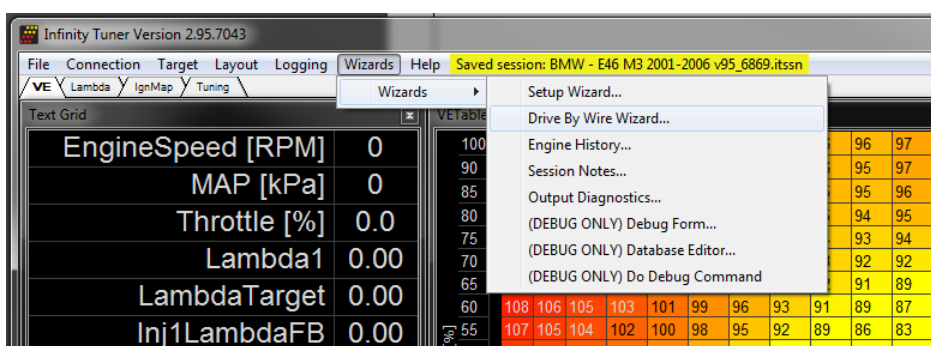 Infinity Tuner Version 2.95.7043
File Connection Target Layout Logging Wizards Help Saved session: BMW - E46 M3 2001-2006 v95_6869.itssn
VE Lambda IgnMap Tuning
Wizards
Setup Wizard...
Drive By Wire Wizard...
Engine History...
Session Notes...
Output Diagnostics...
(DEBUG ONLY) Debug Form...
(DEBUG ONLY) Database Editor...
(DEBUG ONLY) Do Debug Command
Text Grid
EngineSpeed [RPM] 0
MAP [kPa] 0
Throttle [%] 0.0
Lambda1 0.00
LambdaTarget 0.00
Inj1LambdaFB 0.00
VETable
100 96 97
90 95 97
85 95 96
80 94 95
75 93 94
70 92 92
65 91 89
60 108 106 105 103 101 99 96 93 91 89 87
55 107 105 104 102 100 98 95 92 89 86 83
[%]